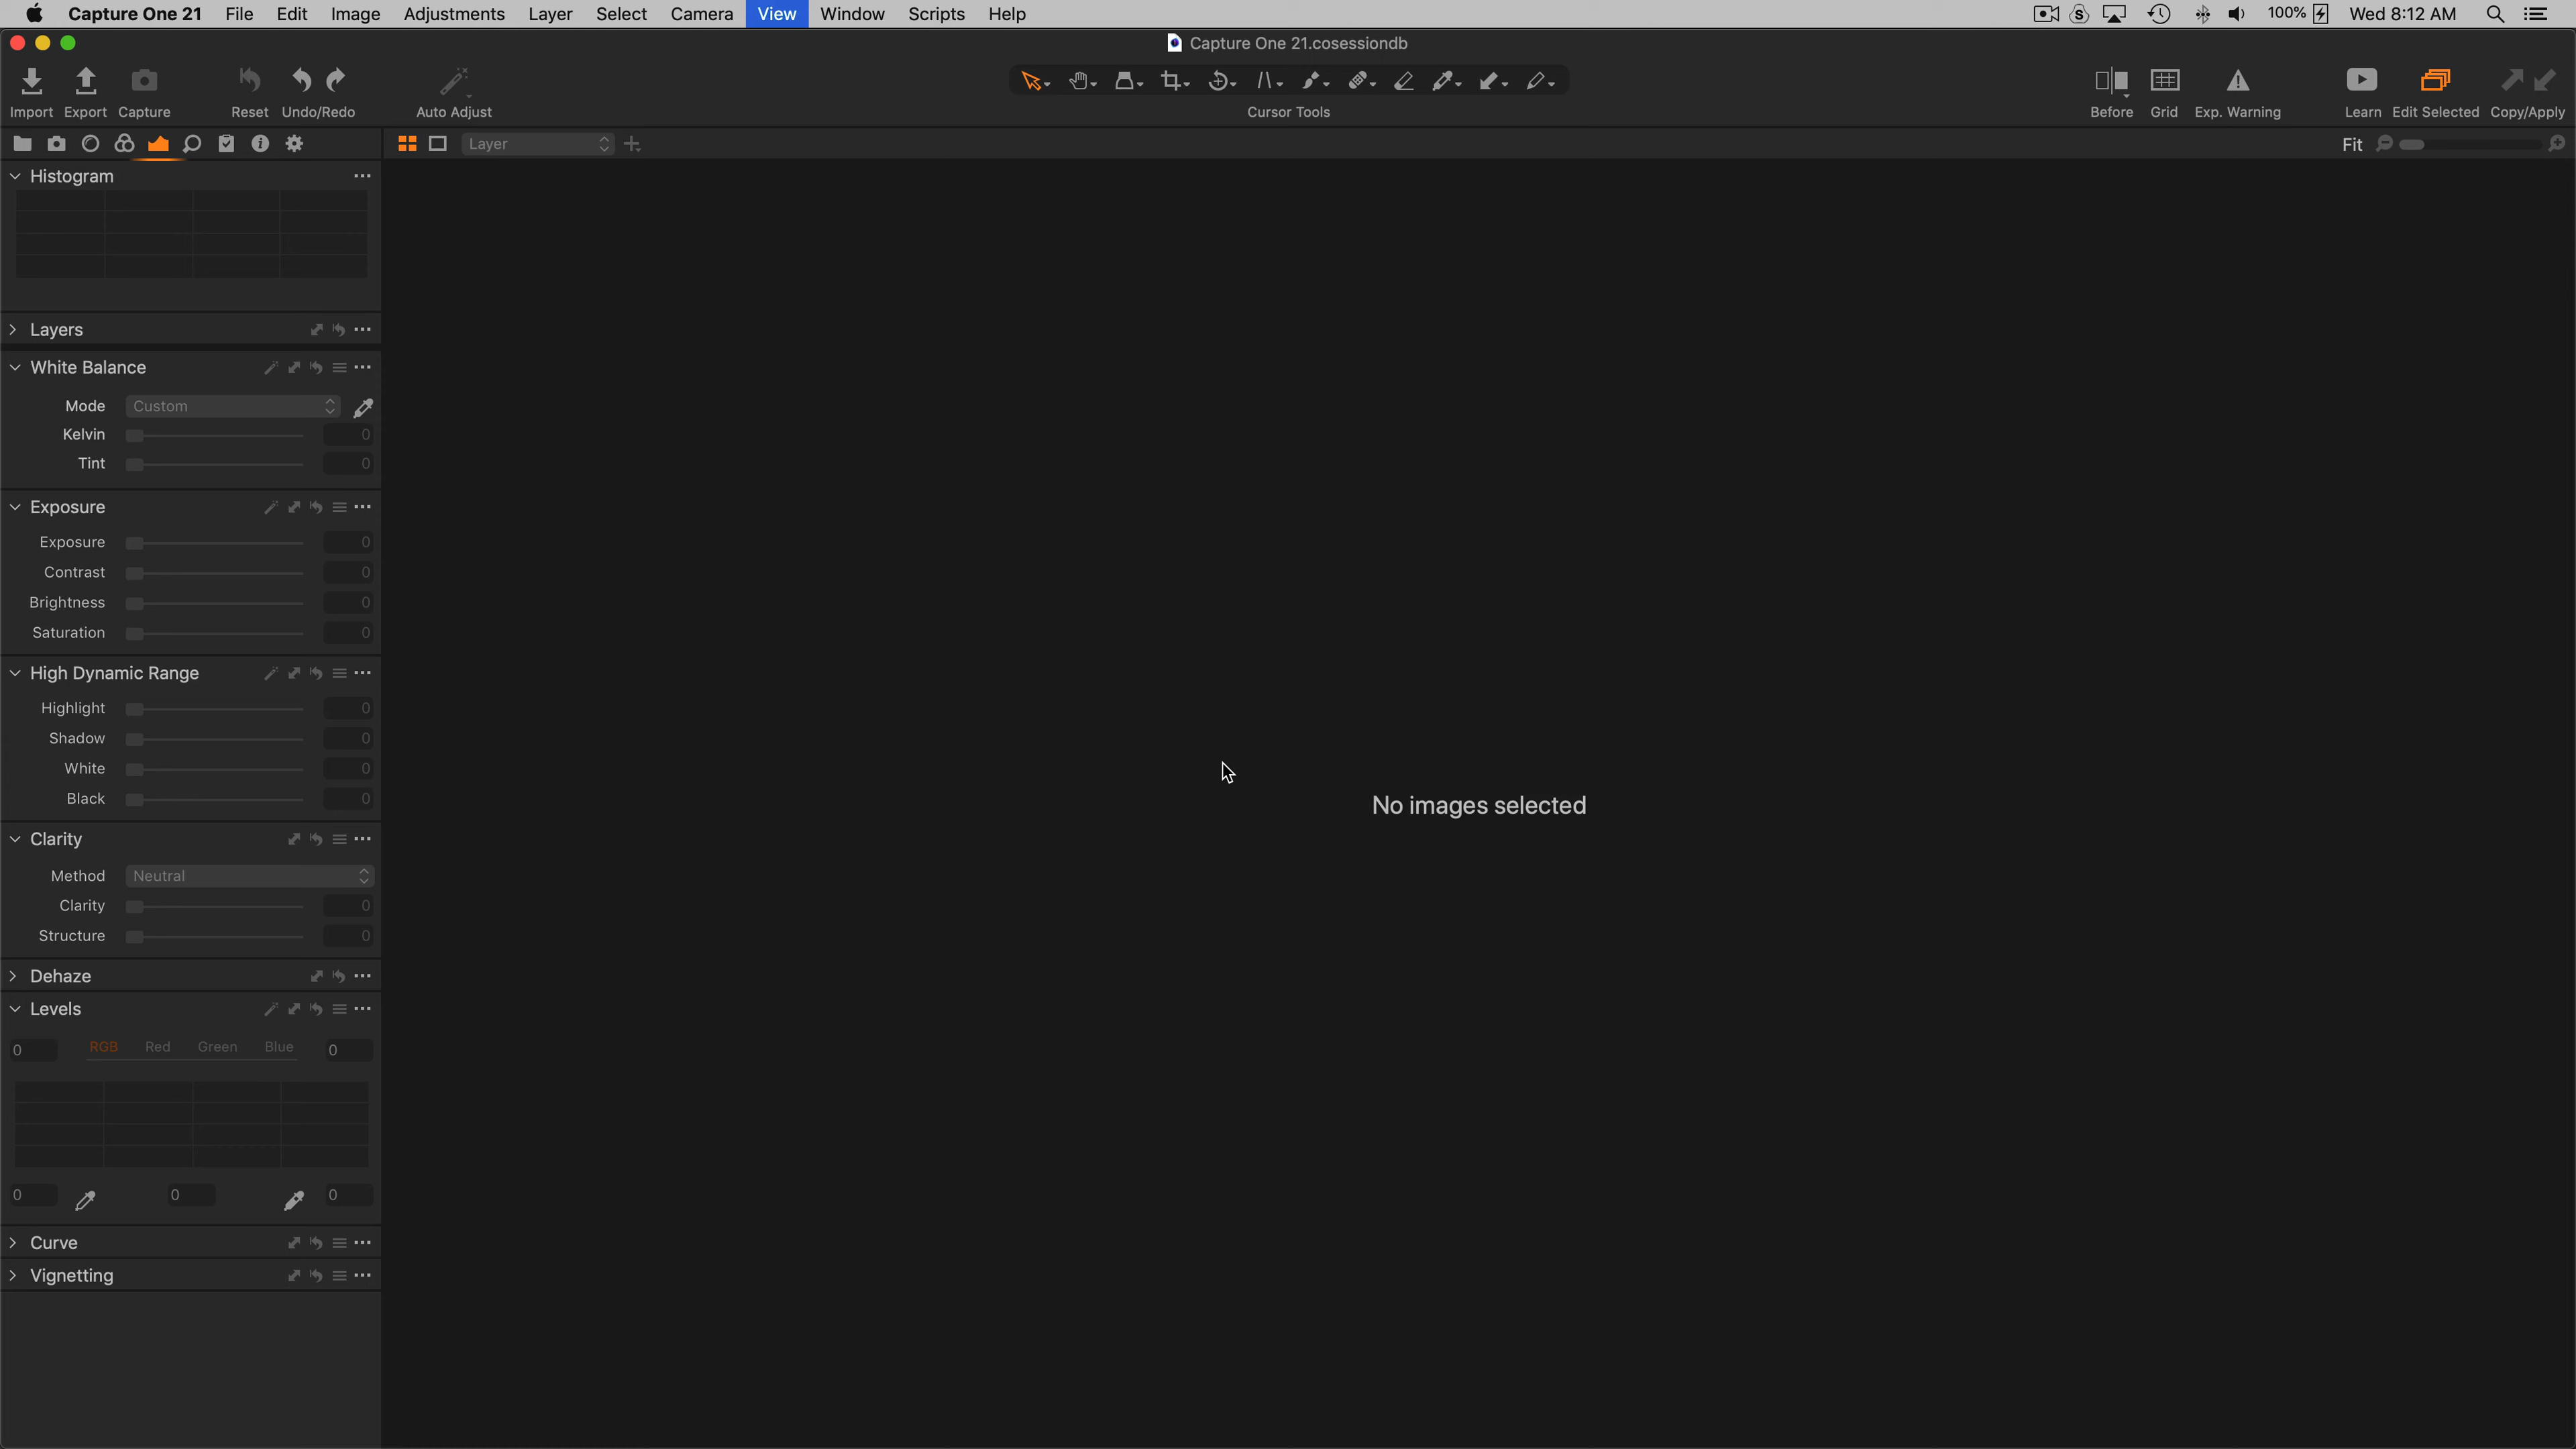 Capture One 21 File Edit Image Adjustments Layer Select Camera View Window Scripts Help 100% Wed 8:12 AM
Capture One 21.cosessiondb
Import Export Capture Reset Undo/Redo Auto Adjust Cursor Tools Before Grid Exp. Warning Learn Edit Selected Copy/Apply
Layer Fit
Histogram
Layers
White Balance
Mode Custom
Kelvin 0
Tint 0
Exposure
Exposure 0
Contrast 0
Brightness 0
Saturation 0
High Dynamic Range
Highlight 0
Shadow 0
White 0
Black 0
No images selected
Clarity
Method Neutral
Clarity 0
Structure 0
Dehaze
Levels
0 RGB Red Green Blue 0
0 0 0
Curve
Vignetting